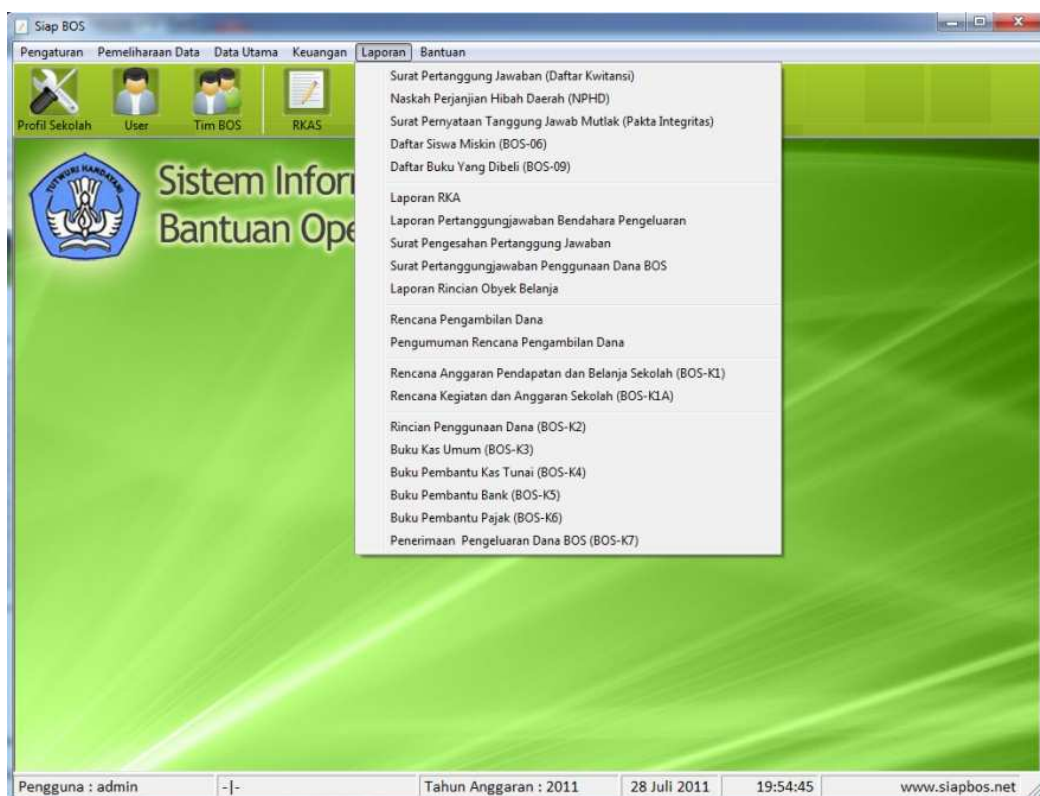 Siap BOS
Pengaturan Pemeliharaan Data Data Utama Keuangan Laporan Bantuan
Profil Sekolah User Tim BOS RKAS
TUT WURI HANDAYANI
Sistem Infor
Bantuan Ope
Surat Pertanggung Jawaban (Daftar Kwitansi)
Naskah Perjanjian Hibah Daerah (NPHD)
Surat Pernyataan Tanggung Jawab Mutlak (Pakta Integritas)
Daftar Siswa Miskin (BOS-06)
Daftar Buku Yang Dibeli (BOS-09)
Laporan RKA
Laporan Pertanggungjawaban Bendahara Pengeluaran
Surat Pengesahan Pertanggung Jawaban
Surat Pertanggungjawaban Penggunaan Dana BOS
Laporan Rincian Obyek Belanja
Rencana Pengambilan Dana
Pengumuman Rencana Pengambilan Dana
Rencana Anggaran Pendapatan dan Belanja Sekolah (BOS-K1)
Rencana Kegiatan dan Anggaran Sekolah (BOS-K1A)
Rincian Penggunaan Dana (BOS-K2)
Buku Kas Umum (BOS-K3)
Buku Pembantu Kas Tunai (BOS-K4)
Buku Pembantu Bank (BOS-K5)
Buku Pembantu Pajak (BOS-K6)
Penerimaan Pengeluaran Dana BOS (BOS-K7)
Pengguna : admin -|- Tahun Anggaran : 2011 28 Juli 2011 19:54:45 www.siapbos.net